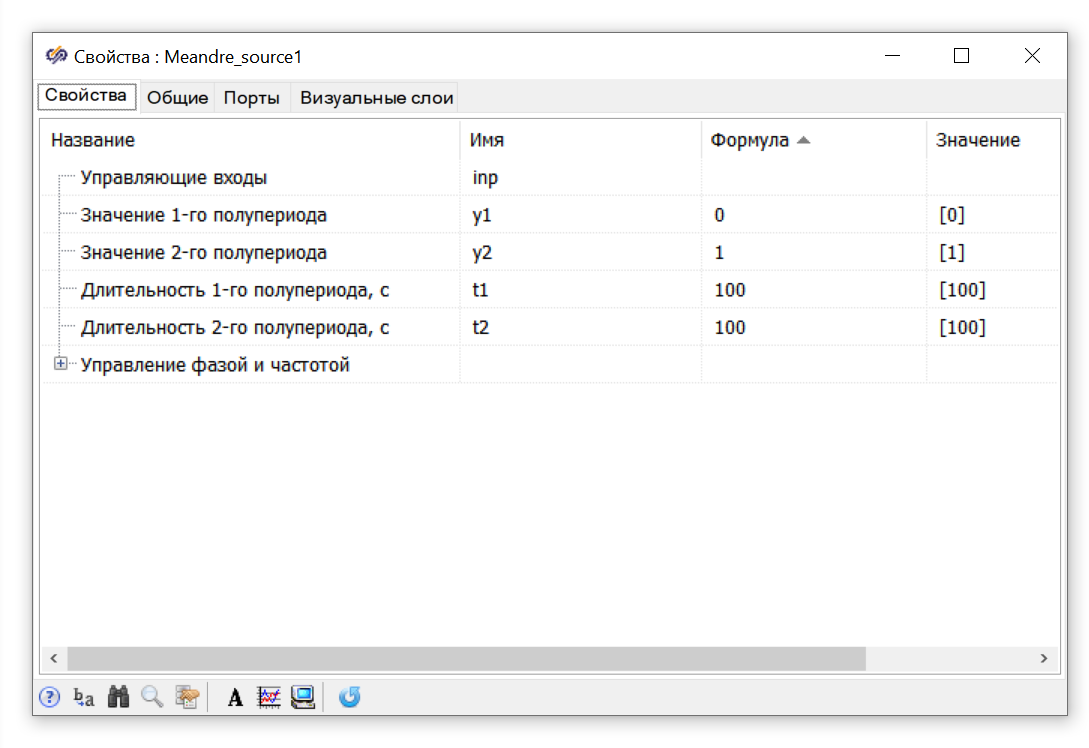 Свойства : Meandre_source1
Свойства Общие Порты Визуальные слои
Название Имя Формула Значение
Управляющие входы inp
Значение 1-го полупериода y1 0 [0]
Значение 2-го полупериода y2 1 [1]
Длительность 1-го полупериода, с t1 100 [100]
Длительность 2-го полупериода, с t2 100 [100]
Управление фазой и частотой
? ba A